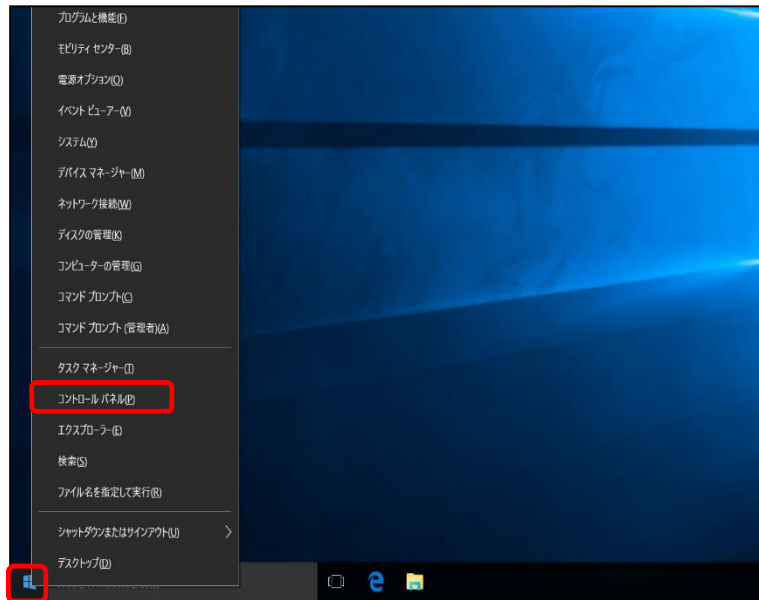 プログラムと機能(F)
モビリティ センター(B)
電源オプション(O)
イベント ビューアー(V)
システム(Y)
デバイス マネージャー(M)
ネットワーク接続(W)
ディスクの管理(K)
コンピューターの管理(G)
コマンド プロンプト(C)
コマンド プロンプト (管理者)(A)
タスク マネージャー(T)
コントロール パネル(P)
エクスプローラー(E)
検索(S)
ファイル名を指定して実行(R)
シャットダウンまたはサインアウト(U)
デスクトップ(D)